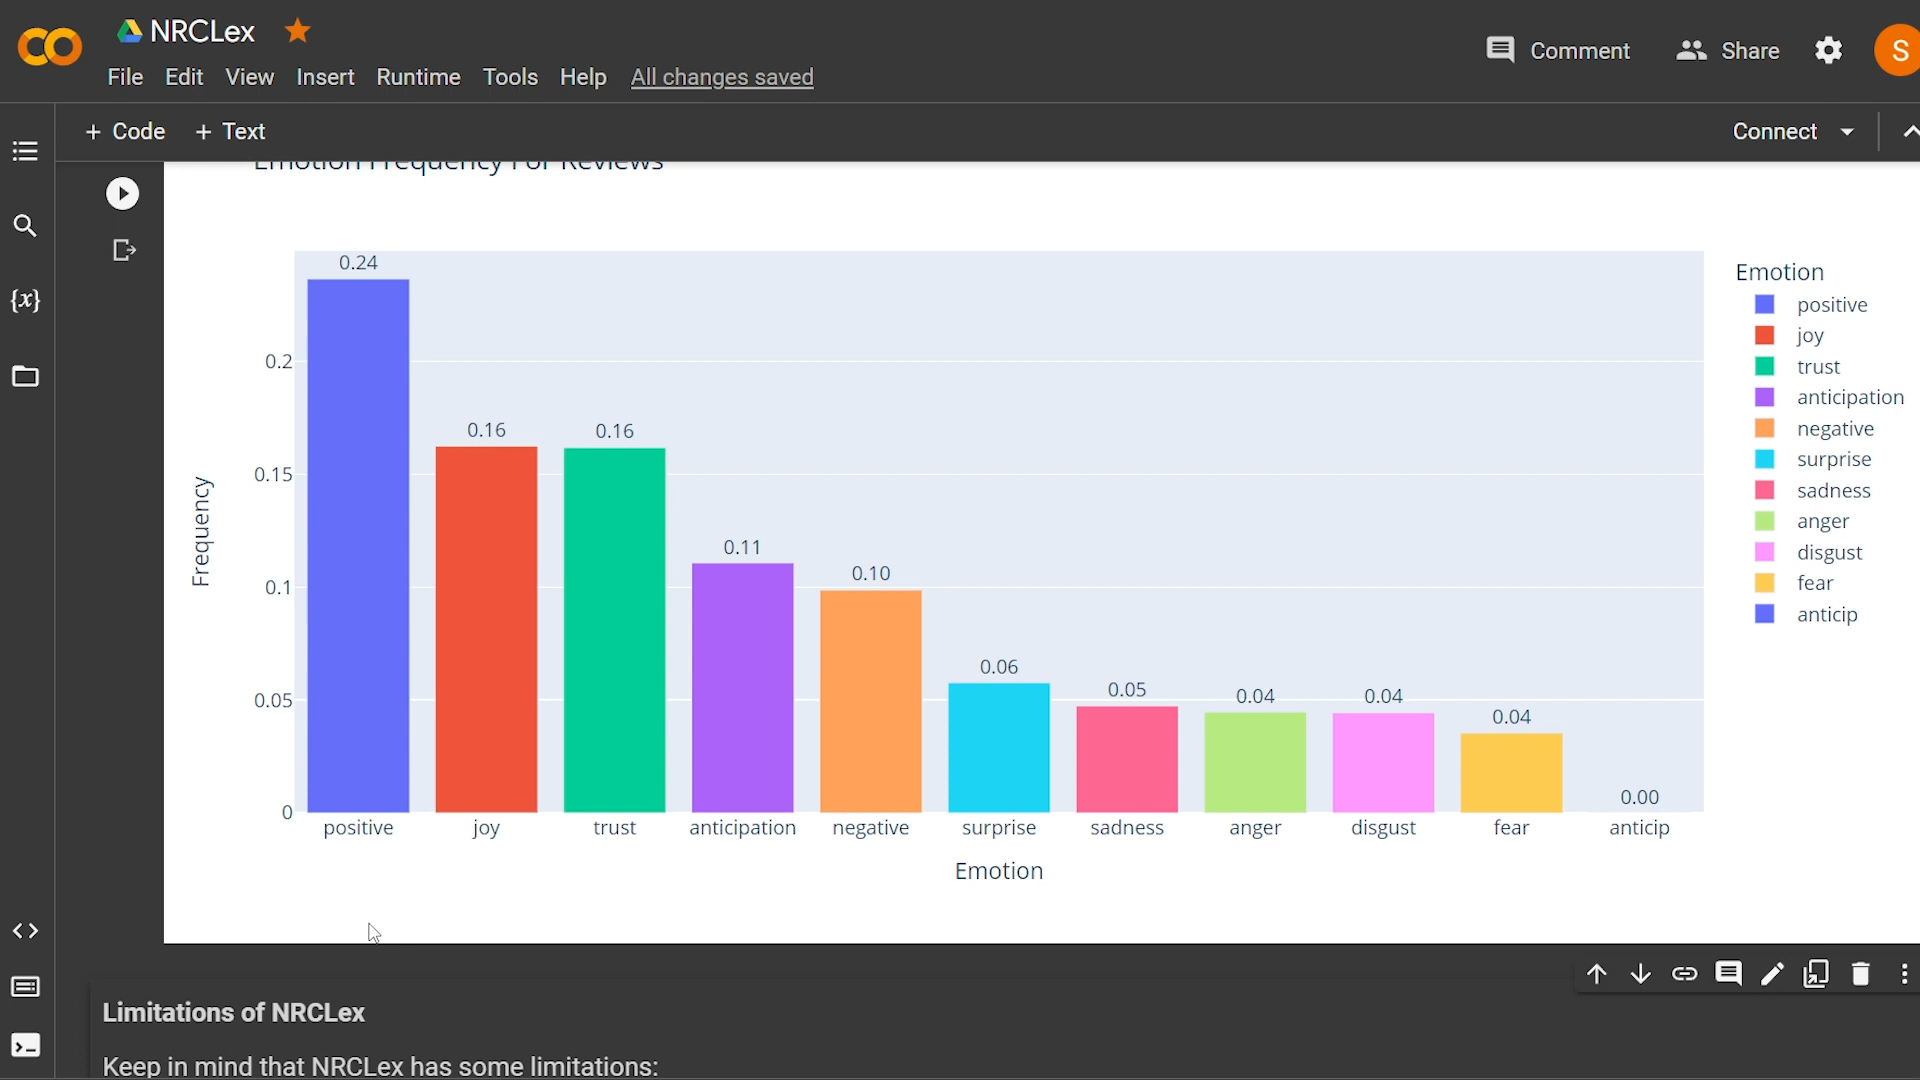 NRCLex
File Edit View Insert Runtime Tools Help All changes saved
Comment Share S
+ Code + Text
Connect
Emotion Frequency For Reviews
0.24
0.16
0.16
0.11
0.10
0.06
0.05
0.04
0.04
0.04
0.00
0.2
0.15
0.1
0.05
0
Frequency
positive joy trust anticipation negative surprise sadness anger disgust fear anticip
Emotion
Emotion
positive
joy
trust
anticipation
negative
surprise
sadness
anger
disgust
fear
anticip
{x}
Limitations of NRCLex
Keep in mind that NRCLex has some limitations: